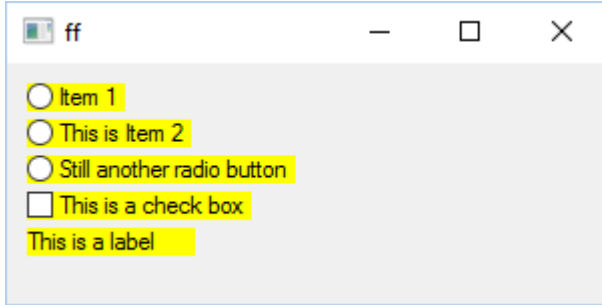 ff
Item 1
This is Item 2
Still another radio button
This is a check box
This is a label